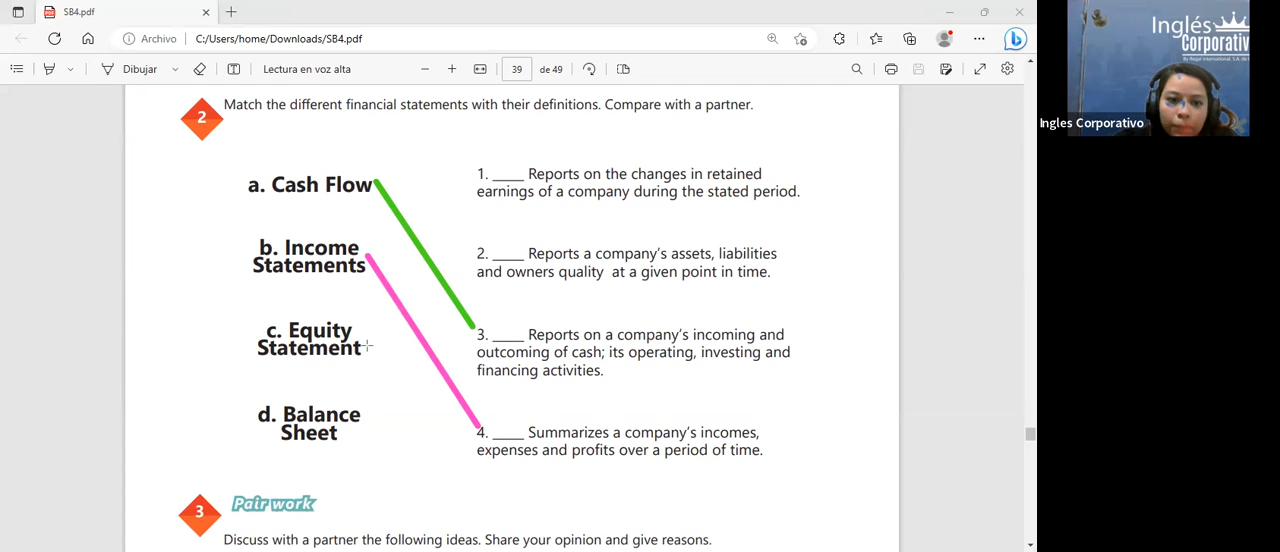 SB4.pdf
Archivo
C:/Users/home/Downloads/SB4.pdf
Dibujar
Lectura en voz alta
39
de 49
2
Match the different financial statements with their definitions. Compare with a partner.
a. Cash Flow
b. Income
Statements
c. Equity
Statement
d. Balance
Sheet
1. ____ Reports on the changes in retained
earnings of a company during the stated period.
2. ____ Reports a company's assets, liabilities
and owners quality at a given point in time.
3. ____ Reports on a company's incoming and
outcoming of cash; its operating, investing and
financing activities.
4. ____ Summarizes a company's incomes,
expenses and profits over a period of time.
3
Pair work
Discuss with a partner the following ideas. Share your opinion and give reasons.
Inglés
Corporativo
Ingles Corporativo